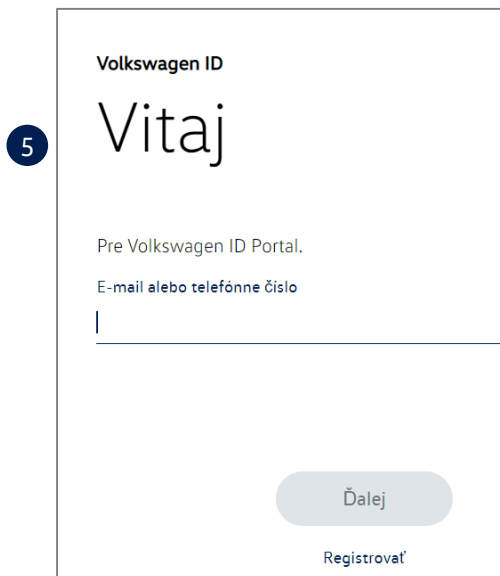 Volkswagen ID
Vitaj
5
Pre Volkswagen ID Portal.
E-mail alebo telefónne číslo
Ďalej
Registrovať